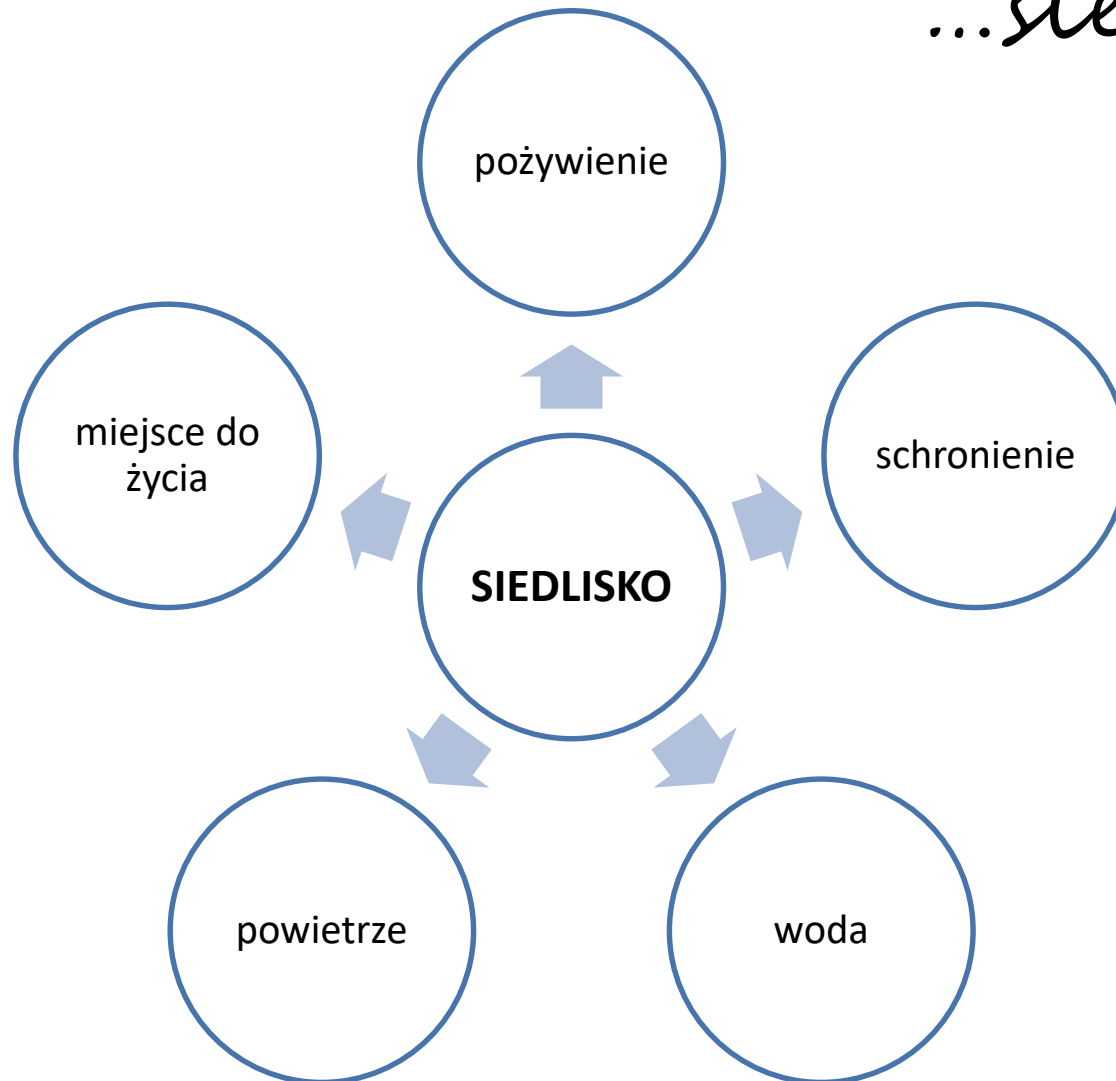 pożywienie
miejsce do
życia
schronienie
SIEDLISKO
powietrze
woda